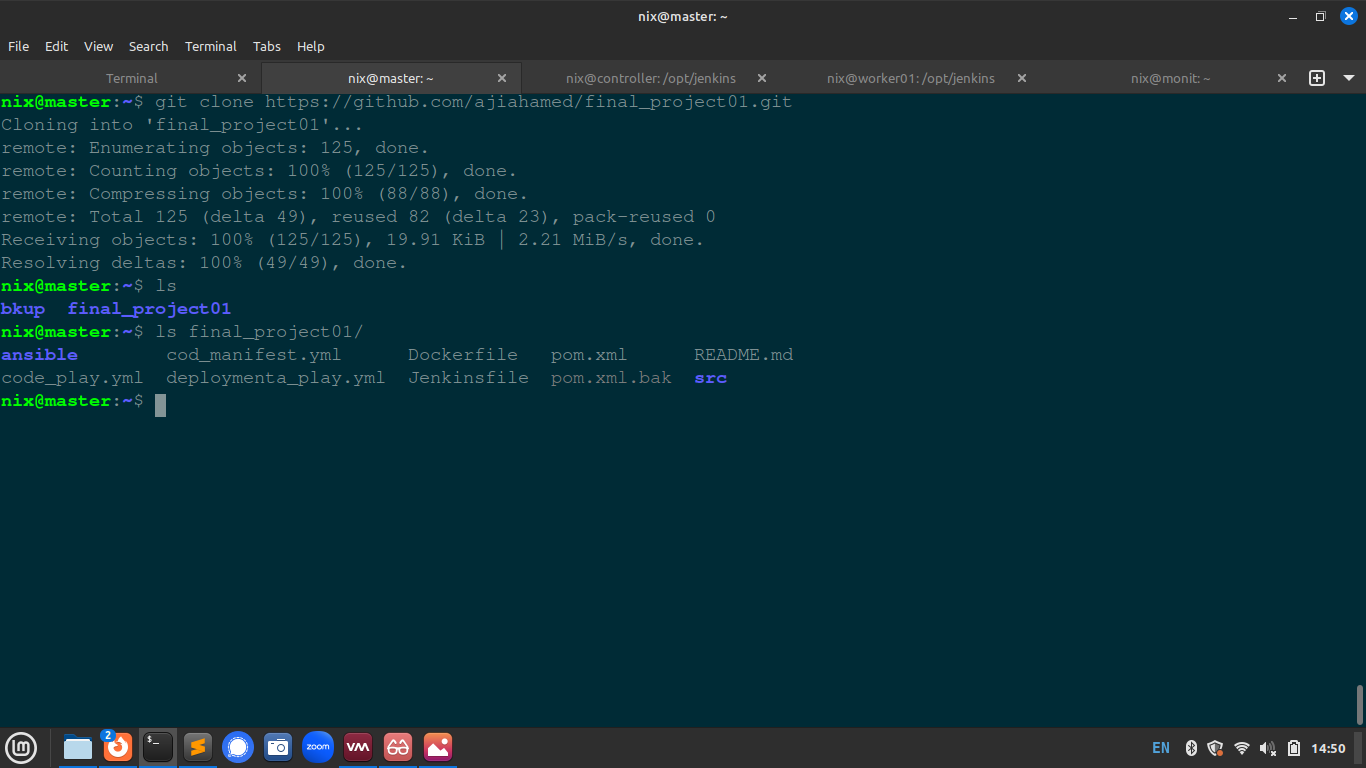 nix@master: ~
File Edit View Search Terminal Tabs Help
Terminal nix@master: ~ nix@controller: /opt/jenkins nix@worker01: /opt/jenkins nix@monit: ~
nix@master:~$ git clone https://github.com/ajiahamed/final_project01.git
Cloning into 'final_project01'...
remote: Enumerating objects: 125, done.
remote: Counting objects: 100% (125/125), done.
remote: Compressing objects: 100% (88/88), done.
remote: Total 125 (delta 49), reused 82 (delta 23), pack-reused 0
Receiving objects: 100% (125/125), 19.91 KiB | 2.21 MiB/s, done.
Resolving deltas: 100% (49/49), done.
nix@master:~$ ls
bkup final_project01
nix@master:~$ ls final_project01/
ansible cod_manifest.yml Dockerfile pom.xml README.md
code_play.yml deploymenta_play.yml Jenkinsfile pom.xml.bak src
nix@master:~$
2 $_ zoom VM EN 14:50